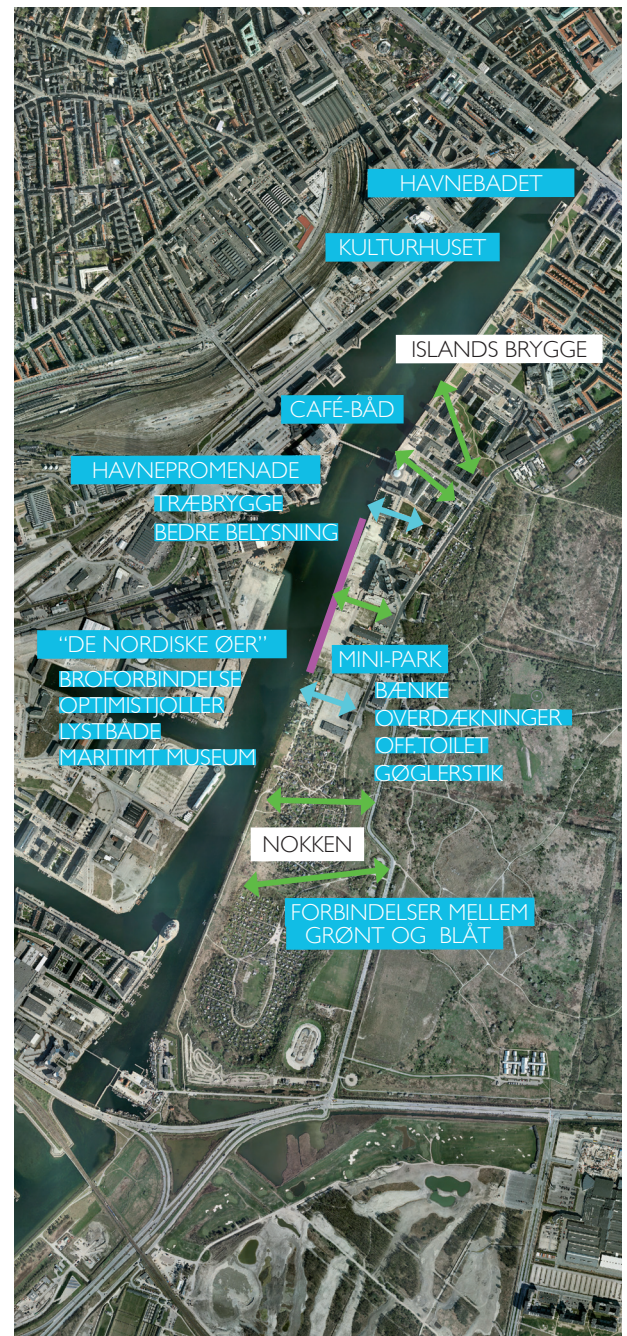 HAVNEBADET
KULTURHUSET
ISLANDS BRYGGE
CAFÉ-BÅD
HAVNEPROMENADE
TRÆBRYGGE
BEDRE BELYSNING
"DE NORDISKE ØER"
BROFORBINDELSE
OPTIMISTJOLLER
LYSTBÅDE
MARITIMT MUSEUM
MINI-PARK
BÆNKE
OVERDÆKNINGER
OFF.TOILET
GØGLERSTIK
NOKKEN
FORBINDELSER MELLEM
GRØNT OG BLÅT